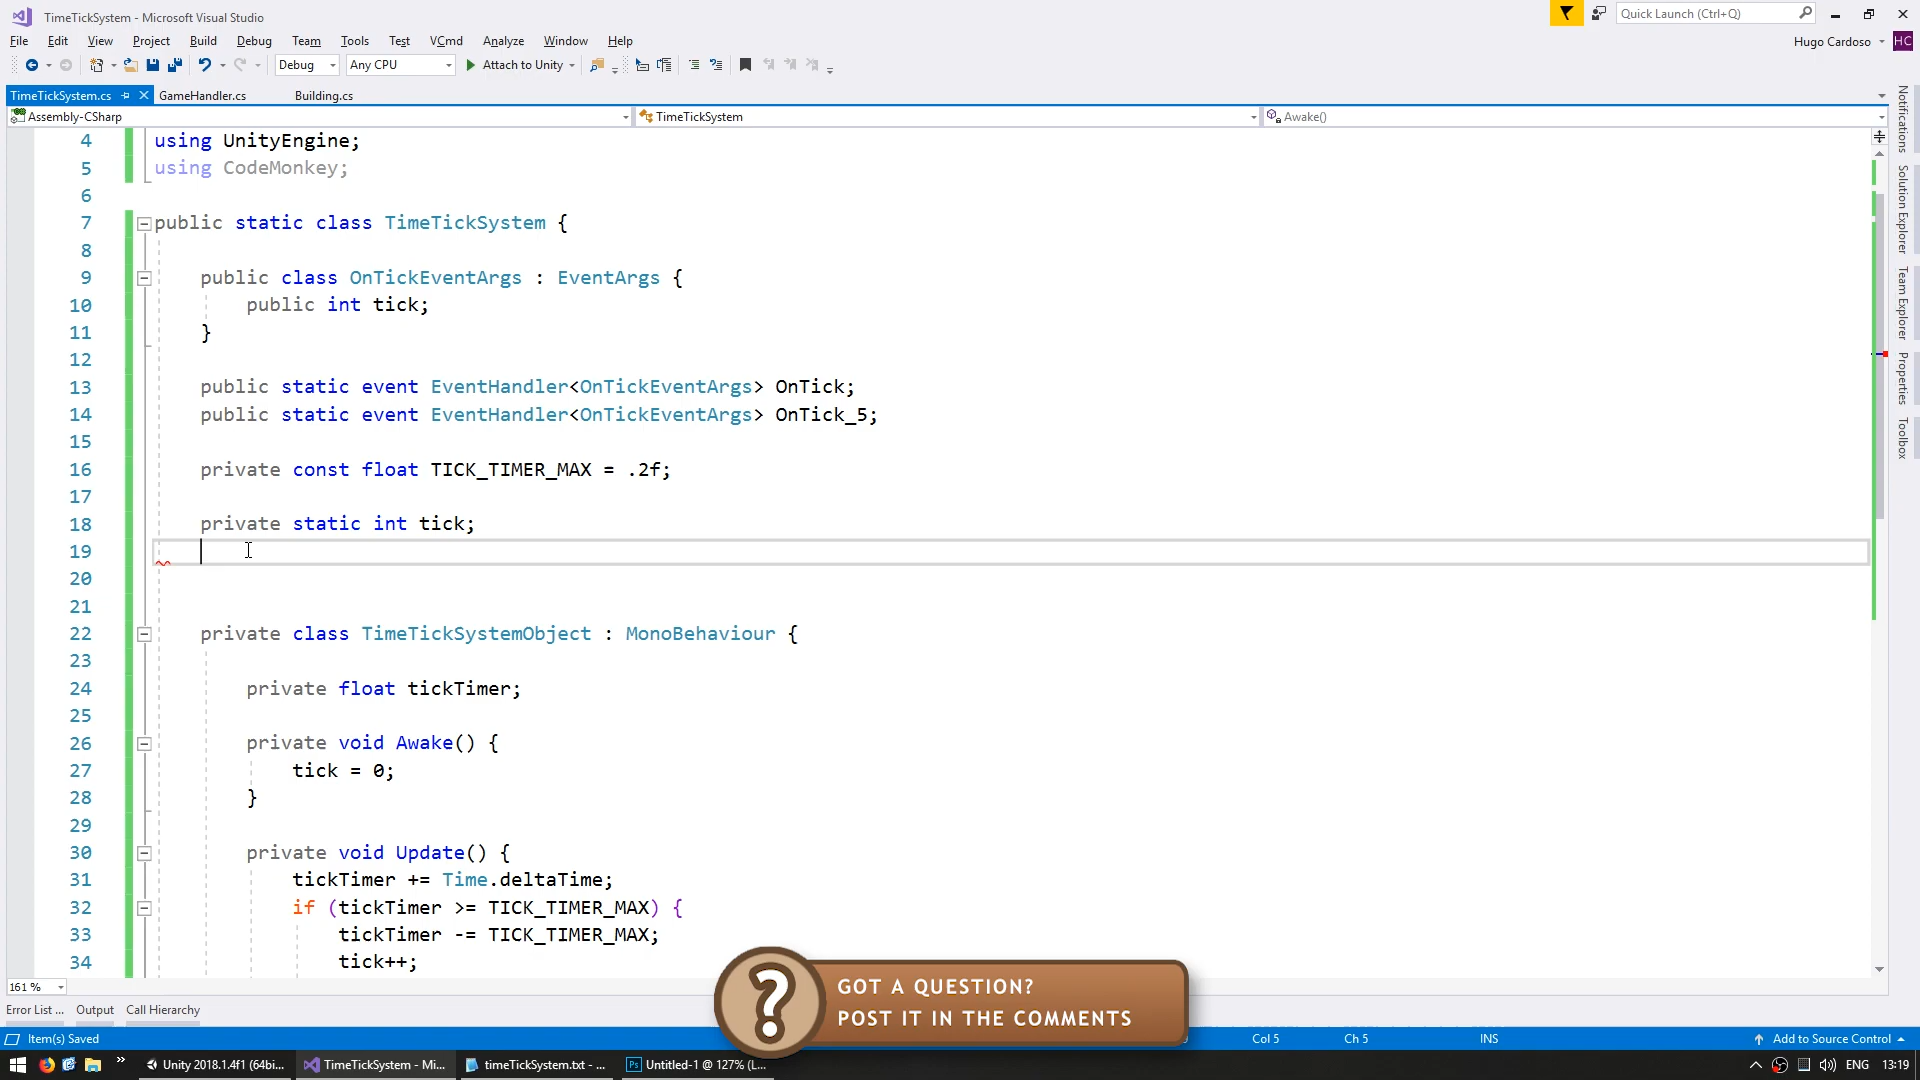 TimeTickSystem - Microsoft Visual Studio
Quick Launch (Ctrl+Q)
File Edit View Project Build Debug Team Tools Test VCmd Analyze Window Help
Hugo Cardoso HC
Debug Any CPU Attach to Unity
TimeTickSystem.cs GameHandler.cs Building.cs
Assembly-CSharp TimeTickSystem Awake()
4 using UnityEngine;
5 using CodeMonkey;
6
7 public static class TimeTickSystem {
8
9 public class OnTickEventArgs : EventArgs {
10 public int tick;
11 }
12
13 public static event EventHandler<OnTickEventArgs> OnTick;
14 public static event EventHandler<OnTickEventArgs> OnTick_5;
15
16 private const float TICK_TIMER_MAX = .2f;
17
18 private static int tick;
19
20
21
22 private class TimeTickSystemObject : MonoBehaviour {
23
24 private float tickTimer;
25
26 private void Awake() {
27 tick = 0;
28 }
29
30 private void Update() {
31 tickTimer += Time.deltaTime;
32 if (tickTimer >= TICK_TIMER_MAX) {
33 tickTimer -= TICK_TIMER_MAX;
34 tick++;
Notifications
Solution Explorer
Team Explorer
Properties
Toolbox
161 %
GOT A QUESTION?
POST IT IN THE COMMENTS
Error List ... Output Call Hierarchy
Item(s) Saved Col 5 Ch 5 INS Add to Source Control
Unity 2018.1.4f1 (64bi... TimeTickSystem - Mi... timeTickSystem.txt - ... Ps Untitled-1 @ 127% (L... ENG 13:19